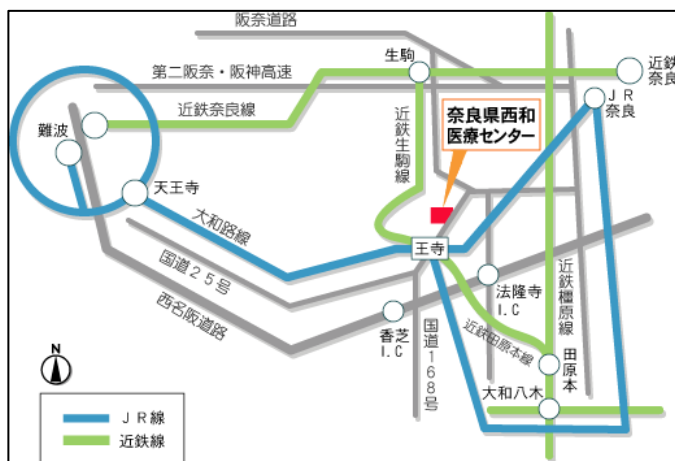 阪奈道路
生駒
近鉄
奈良
第二阪奈・阪神高速
JR
奈良
近鉄奈良線
奈良県西和
医療センター
難波
近鉄生駒線
天王寺
大和路線
王寺
国道25号
法隆寺
I.C
近鉄橿原線
西名阪道路
香芝
I.C
国道168号
近鉄田原本線
田原本
大和八木
N
JR線
近鉄線